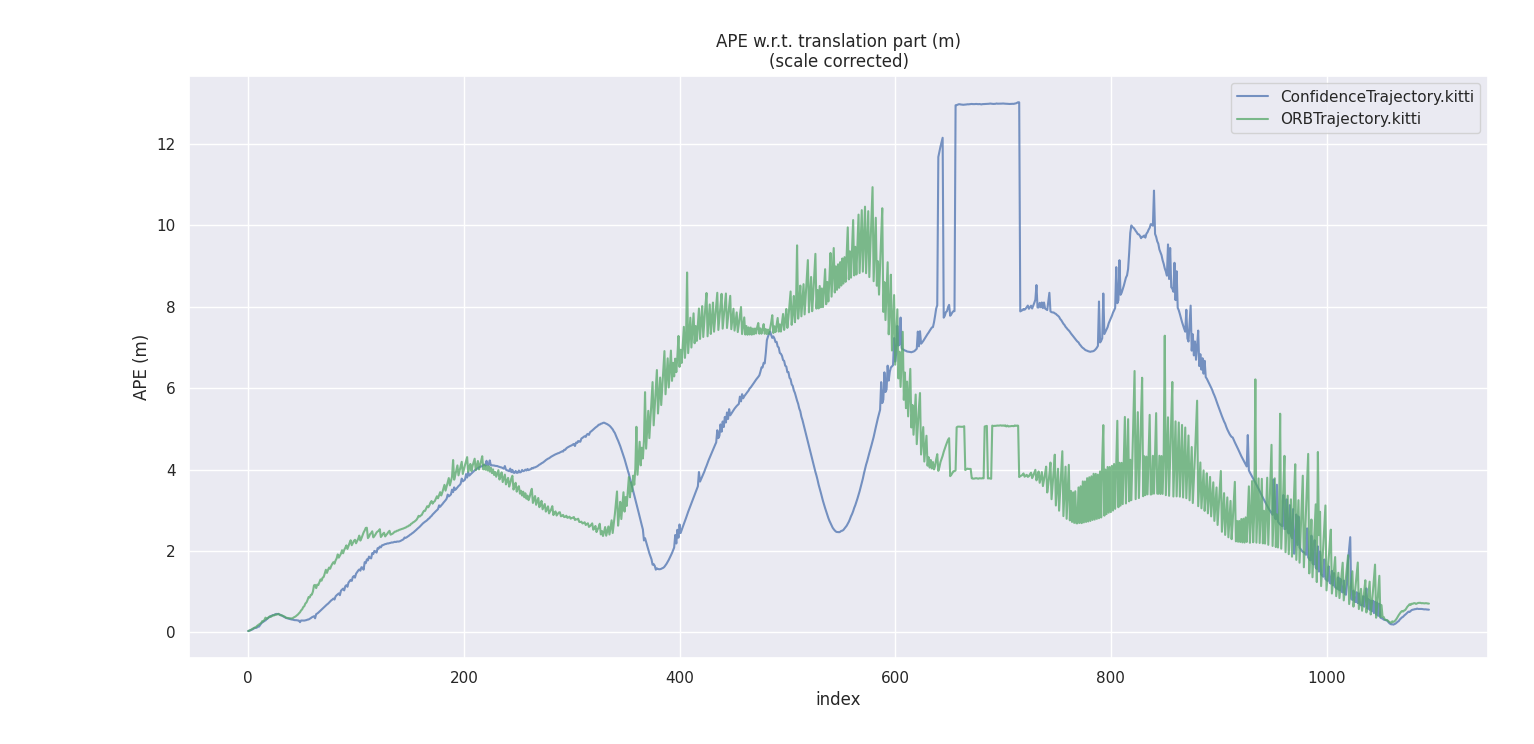 APE w.r.t. translation part (m)
(scale corrected)
ConfidenceTrajectory.kitti
ORBTrajectory.kitti
12
10
8
6
4
2
0
APE (m)
0 200 400 600 800 1000
index